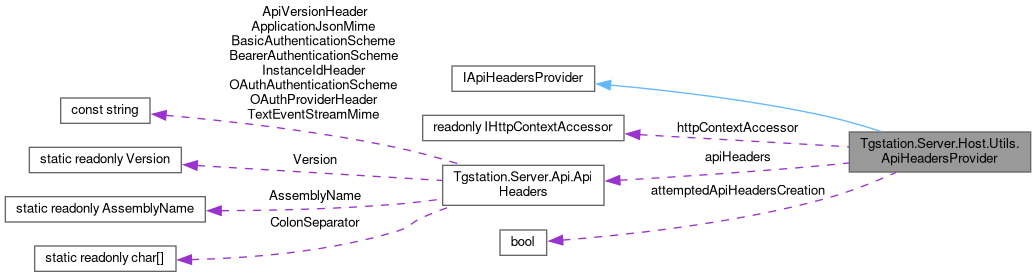 ApiVersionHeader
ApplicationJsonMime
BasicAuthenticationScheme
BearerAuthenticationScheme
InstanceIdHeader
OAuthAuthenticationScheme
OAuthProviderHeader
TextEventStreamMime
IApiHeadersProvider
const string
readonly IHttpContextAccessor
httpContextAccessor
Tgstation.Server.Host.Utils.
ApiHeadersProvider
static readonly Version
Version
apiHeaders
Tgstation.Server.Api.Api
Headers
attemptedApiHeadersCreation
AssemblyName
static readonly AssemblyName
ColonSeparator
bool
static readonly char[]